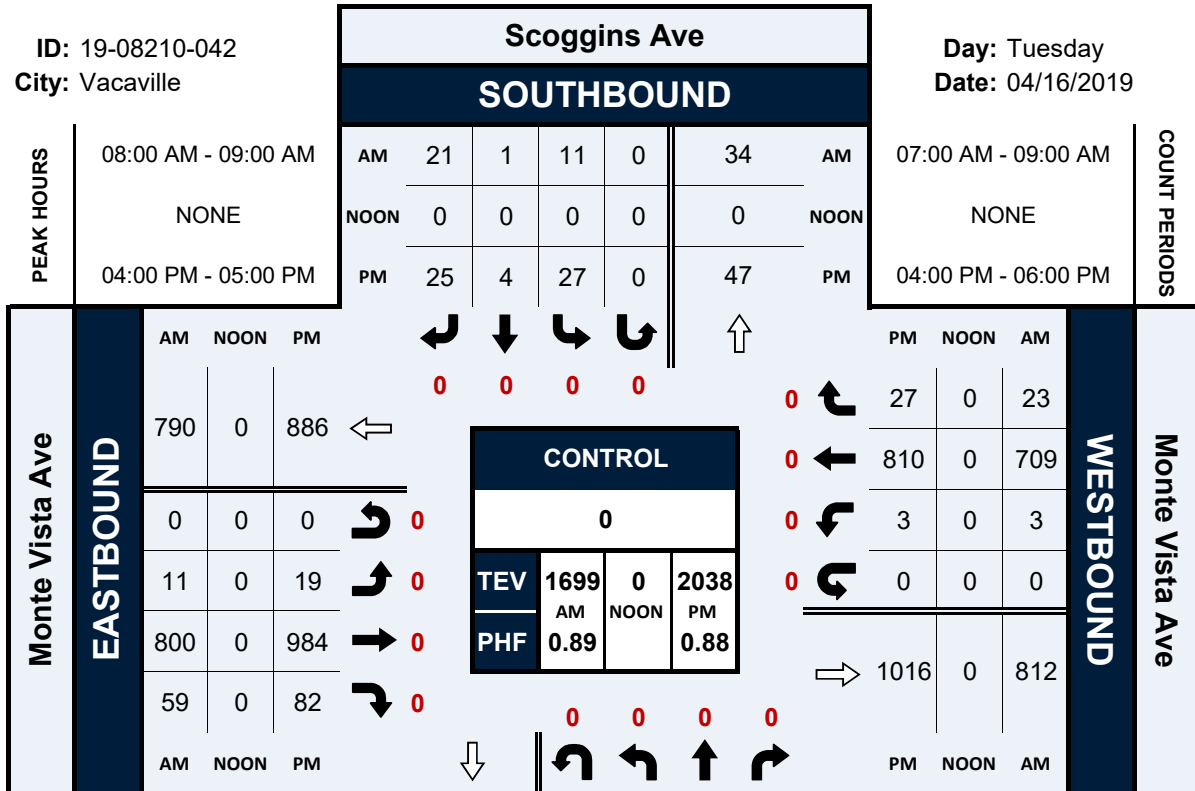 ID: 19-08210-042
City: Vacaville
Scoggins Ave
SOUTHBOUND
Day: Tuesday
Date: 04/16/2019
PEAK HOURS
08:00 AM - 09:00 AM
NONE
04:00 PM - 05:00 PM
AM 21 1 11 0 34 AM
NOON 0 0 0 0 0 NOON
PM 25 4 27 0 47 PM
07:00 AM - 09:00 AM
NONE
04:00 PM - 06:00 PM
COUNT PERIODS
0 0 0 0
Monte Vista Ave
EASTBOUND
AM NOON PM
790 0 886
0 0 0 0
11 0 19 0
800 0 984 0
59 0 82 0
AM NOON PM
CONTROL
0
TEV 1699 0 2038
AM NOON PM
PHF 0.89 0.88
PM NOON AM
0 27 0 23
0 810 0 709
0 3 0 3
0 0 0 0
1016 0 812
PM NOON AM
WESTBOUND
Monte Vista Ave
0 0 0 0